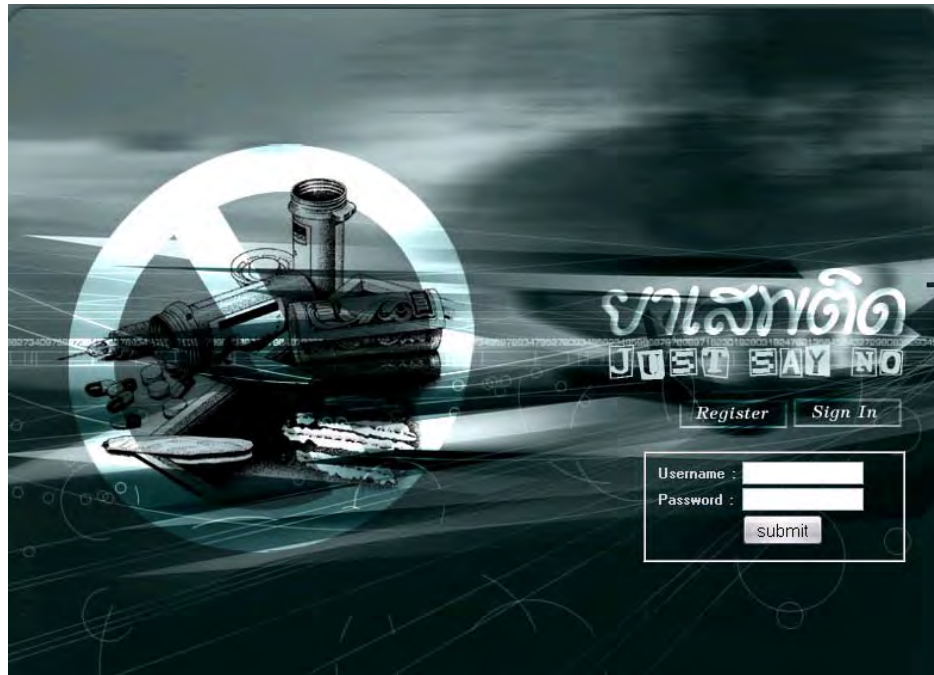 ยาเสพติด
JUST SAY NO
Register Sign In
Username :
Password :
submit